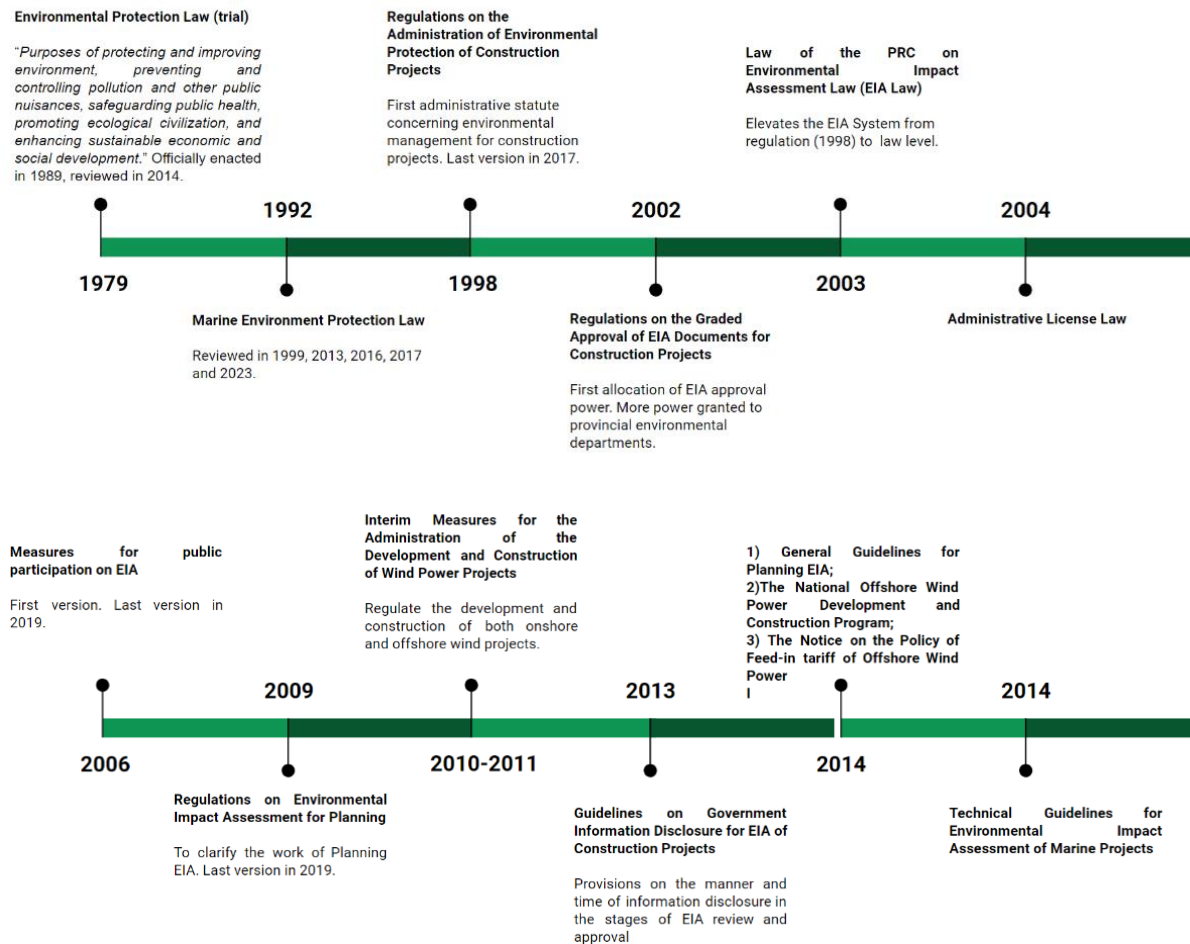 Environmental Protection Law (trial)
"Purposes of protecting and improving
environment, preventing and
controlling pollution and other public
nuisances, safeguarding public health,
promoting ecological civilization, and
enhancing sustainable economic and
social development." Officially enacted
in 1989, reviewed in 2014.
Regulations on the
Administration of Environmental
Protection of Construction
Projects
First administrative statute
concerning environmental
management for construction
projects. Last version in 2017.
Law of the PRC on
Environmental Impact
Assessment Law (EIA Law)
Elevates the EIA System from
regulation (1998) to law level.
1992
2002
2004
1979
1998
2003
Marine Environment Protection Law
Reviewed in 1999, 2013, 2016, 2017
and 2023.
Regulations on the Graded
Approval of EIA Documents for
Construction Projects
First allocation of EIA approval
power. More power granted to
provincial environmental
departments.
Administrative License Law
Measures for public
participation on EIA
First version. Last version in
2019.
Interim Measures for the
Administration of the
Development and Construction
of Wind Power Projects
Regulate the development and
construction of both onshore
and offshore wind projects.
1) General Guidelines for
Planning EIA;
2)The National Offshore Wind
Power Development and
Construction Program;
3) The Notice on the Policy of
Feed-in tariff of Offshore Wind
Power
I
2009
2013
2014
2006
2010-2011
2014
Regulations on Environmental
Impact Assessment for Planning
To clarify the work of Planning
EIA. Last version in 2019.
Guidelines on Government
Information Disclosure for EIA of
Construction Projects
Provisions on the manner and
time of information disclosure in
the stages of EIA review and
approval
Technical Guidelines for
Environmental Impact
Assessment of Marine Projects